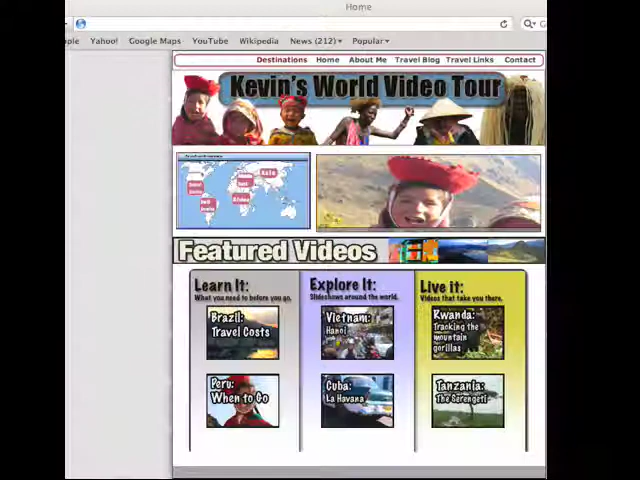 Home
ple Yahoo! Google Maps YouTube Wikipedia News (212) Popular
Destinations Home About Me Travel Blog Travel Links Contact
Kevin's World Video Tour
Asia
Africa
Featured Videos
Learn It:
What you need to before you go.
Brazil:
Travel Costs
Peru:
When to Go
Explore It:
Slideshows around the world.
Vietnam:
Hanoi
Cuba:
La Havana
Live it:
Videos that take you there.
Rwanda:
Tracking the
mountain
gorillas
Tanzania:
The Serengeti